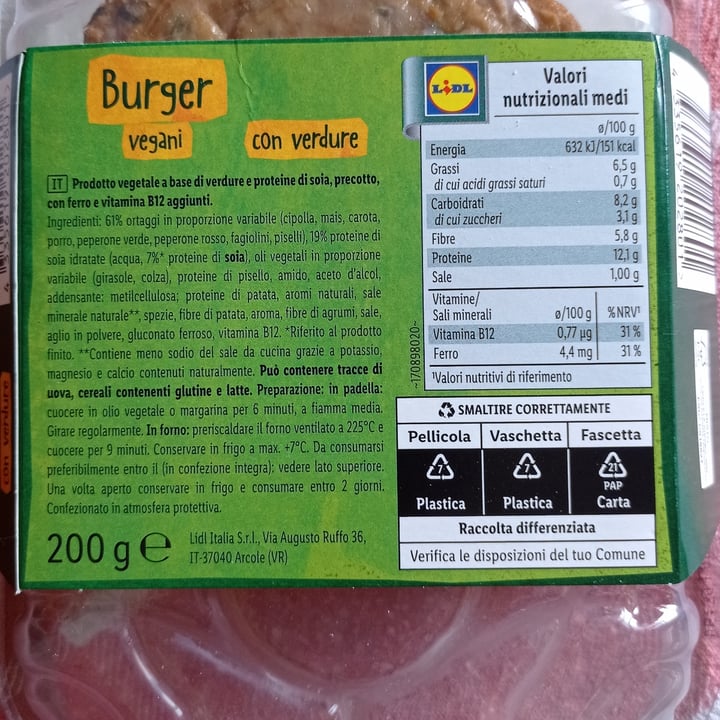 Burger
vegani
con verdure
IT Prodotto vegetale a base di verdure e proteine di soia, precotto,
con ferro e vitamina B12 aggiunti.
Ingredienti: 61% ortaggi in proporzione variabile (cipolla, mais, carota,
porro, peperone verde, peperone rosso, fagiolini, piselli), 19% proteine di
soia idratate (acqua, 7%* proteine di soia), oli vegetali in proporzione
variabile (girasole, colza), proteine di pisello, amido, aceto d'alcol,
addensante: metilcellulosa; proteine di patata, aromi naturali, sale
minerale naturale**, spezie, fibre di patata, aroma, fibre di agrumi, sale,
aglio in polvere, gluconato ferroso, vitamina B12. *Riferito al prodotto
finito. **Contiene meno sodio del sale da cucina grazie a potassio,
magnesio e calcio contenuti naturalmente. Può contenere tracce di
uova, cereali contenenti glutine e latte. Preparazione: in padella:
cuocere in olio vegetale o margarina per 6 minuti, a fiamma media.
Girare regolarmente. In forno: preriscaldare il forno ventilato a 225°C e
cuocere per 9 minuti. Conservare in frigo a max. +7°C. Da consumarsi
preferibilmente entro il (in confezione integra): vedere lato superiore.
Una volta aperto conservare in frigo e consumare entro 2 giorni.
Confezionato in atmosfera protettiva.
200 g e
Lidl Italia S.r.l., Via Augusto Ruffo 36,
IT-37040 Arcole (VR)
LIDL
Valori
nutrizionali medi
ø/100 g
Energia 632 kJ/151 kcal
Grassi 6,5 g
di cui acidi grassi saturi 0,7 g
Carboidrati 8,2 g
di cui zuccheri 3,1 g
Fibre 5,8 g
Proteine 12,1 g
Sale 1,00 g
Vitamine/
Sali minerali ø/100 g %NRV¹
Vitamina B12 0,77 µg 31 %
Ferro 4,4 mg 31 %
¹Valori nutritivi di riferimento
~170898020~
SMALTIRE CORRETTAMENTE
Pellicola Vaschetta Fascetta
7 7 21
PAP
Plastica Plastica Carta
Raccolta differenziata
Verifica le disposizioni del tuo Comune
con verdure